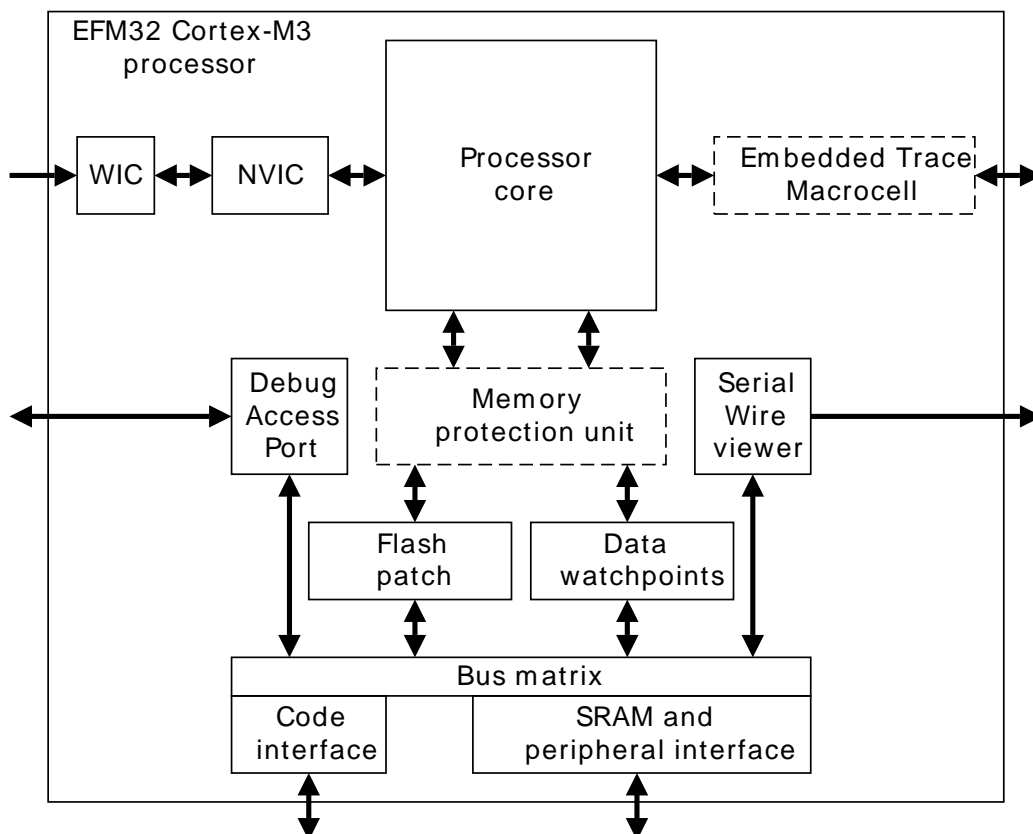 EFM32 Cortex-M3
processor
WIC
NVIC
Processor
core
Embedded Trace
Macrocell
Debug
Access
Port
Memory
protection unit
Serial
Wire
viewer
Flash
patch
Data
watchpoints
Bus matrix
Code
interface
SRAM and
peripheral interface